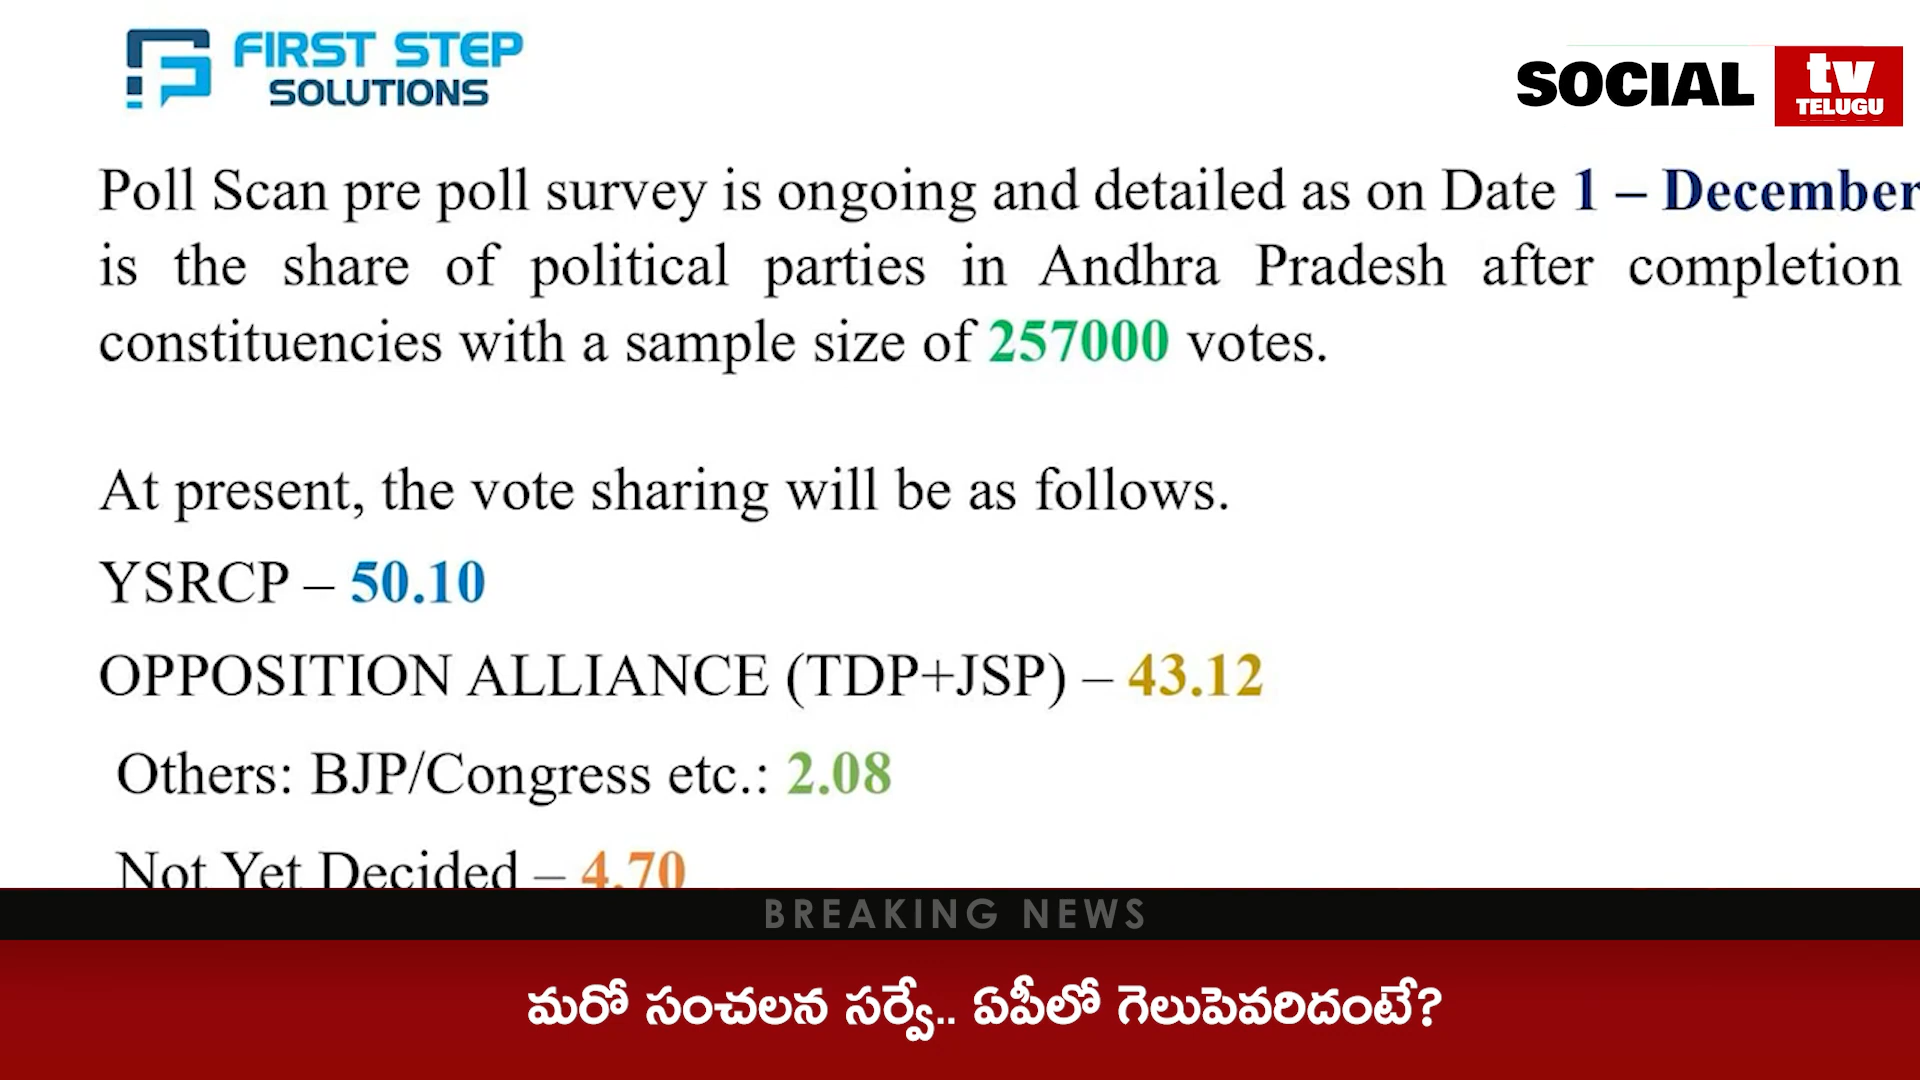 FIRST STEP
SOLUTIONS
SOCIAL tv
TELUGU
Poll Scan pre poll survey is ongoing and detailed as on Date 1 – December
is the share of political parties in Andhra Pradesh after completion
constituencies with a sample size of 257000 votes.
At present, the vote sharing will be as follows.
YSRCP – 50.10
OPPOSITION ALLIANCE (TDP+JSP) – 43.12
Others: BJP/Congress etc.: 2.08
Not Yet Decided – 4.70
BREAKING NEWS
మరో సంచలన సర్వే.. ఏపీలో గెలుపెవరిదంటే?